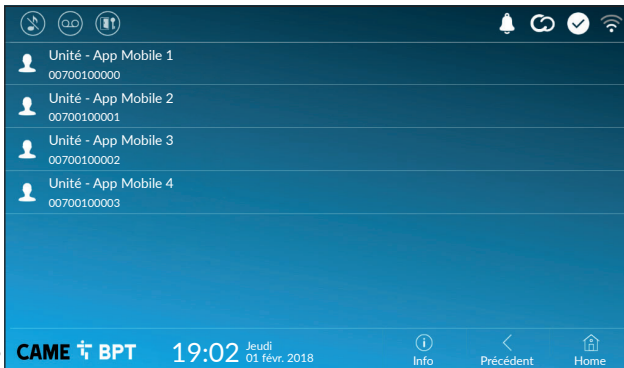 Unité - App Mobile 1
00700100000
Unité - App Mobile 2
00700100001
Unité - App Mobile 3
00700100002
Unité - App Mobile 4
00700100003
CAME BPT
19:02
Jeudi
01 févr. 2018
Info
Précédent
Home